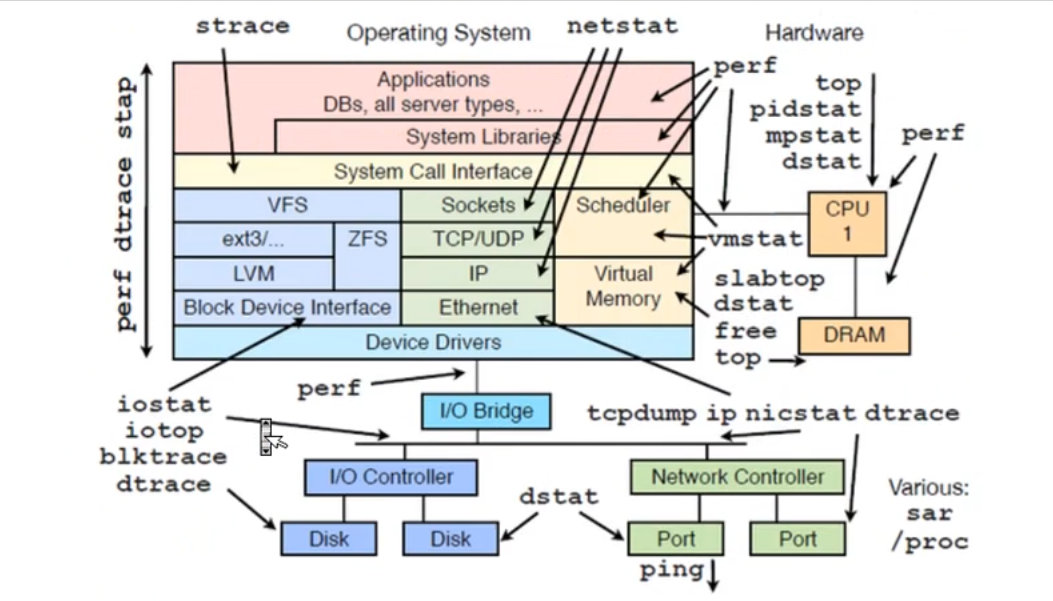 strace
Operating System
netstat
Hardware
perf
Applications
DBs, all server types, ...
System Libraries
System Call Interface
VFS
Sockets
Scheduler
ext3/...
ZFS
TCP/UDP
LVM
IP
Virtual
Memory
Block Device Interface
Ethernet
Device Drivers
perf dtrace stap
top
pidstat
mpstat
dstat
perf
CPU
1
vmstat
slabtop
dstat
free
top
DRAM
perf
I/O Bridge
iostat
iotop
blktrace
dtrace
tcpdump ip nicstat dtrace
I/O Controller
Network Controller
dstat
Disk
Disk
Port
Port
ping
Various:
sar
/proc